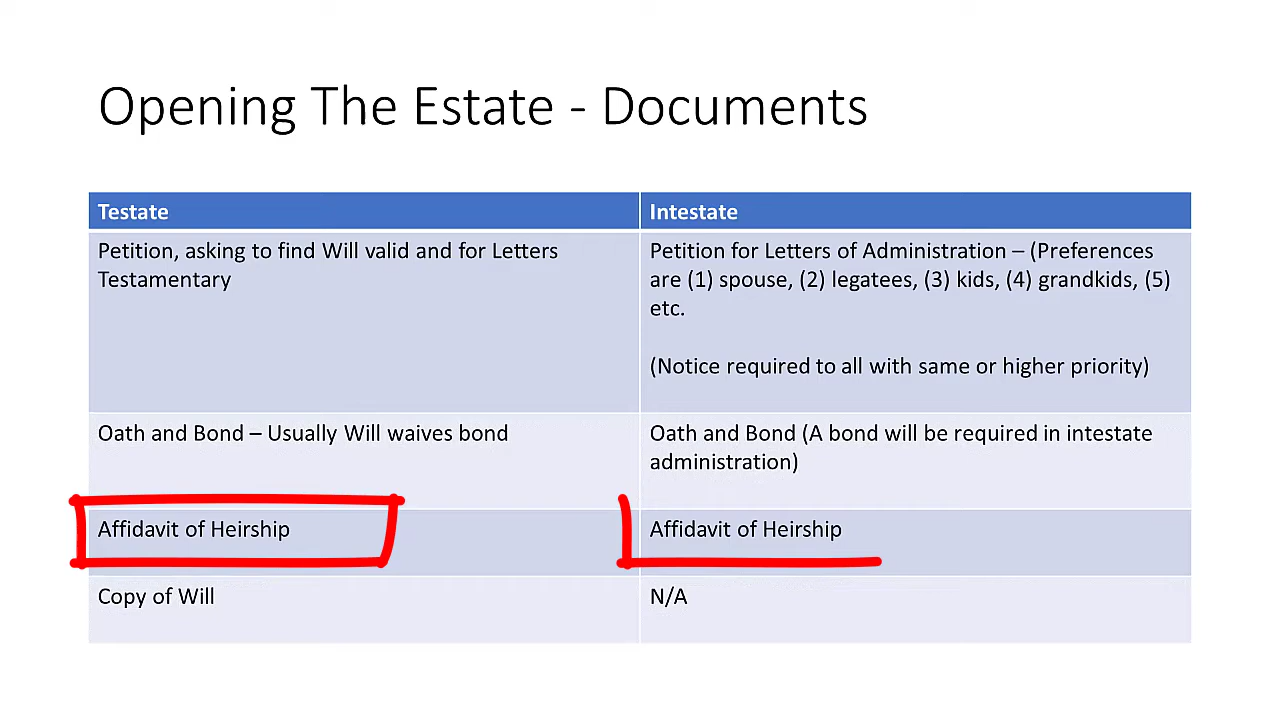 Opening The Estate - Documents
Testate
Intestate
Petition, asking to find Will valid and for Letters
Testamentary
Petition for Letters of Administration – (Preferences
are (1) spouse, (2) legatees, (3) kids, (4) grandkids, (5)
etc.
(Notice required to all with same or higher priority)
Oath and Bond – Usually Will waives bond
Oath and Bond (A bond will be required in intestate
administration)
Affidavit of Heirship
Affidavit of Heirship
Copy of Will
N/A